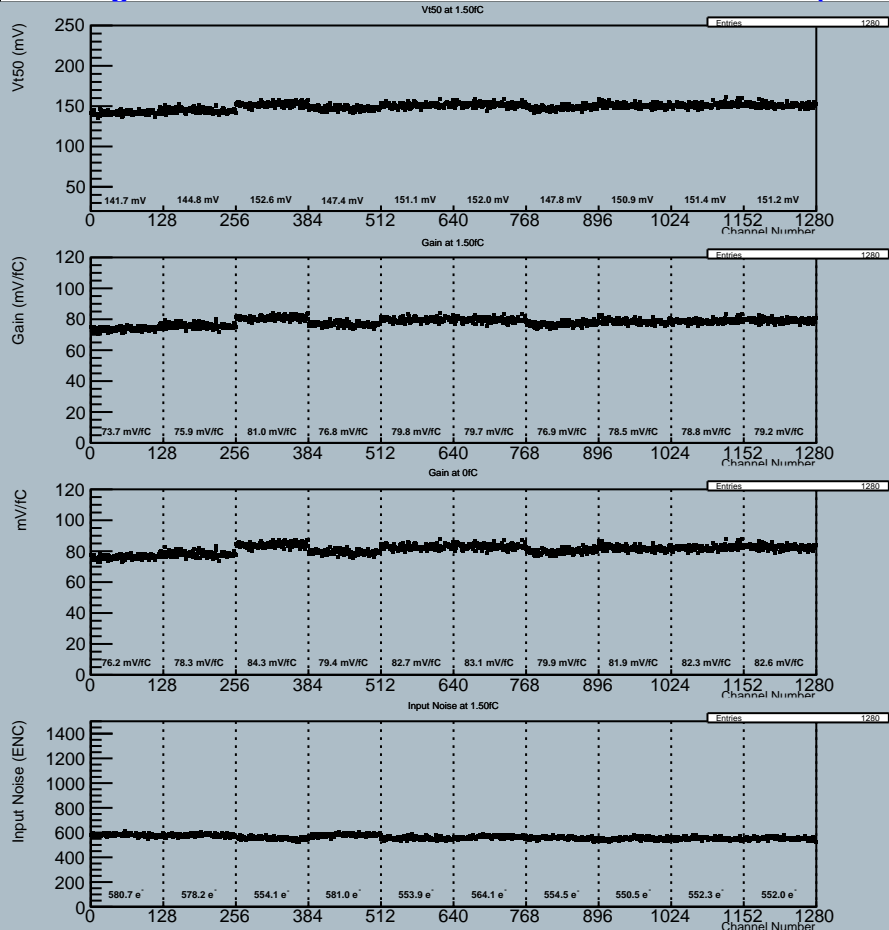 Vt50 at 1.50fC
Entries 1280
Vt50 (mV)
250
200
150
100
50
141.7 mV 144.8 mV 152.6 mV 147.4 mV 151.1 mV 152.0 mV 147.8 mV 150.9 mV 151.4 mV 151.2 mV
0 128 256 384 512 640 768 896 1024 1152 1280
Channel Number
Gain at 1.50fC
Entries 1280
Gain (mV/fC)
120
100
80
60
40
20
0
73.7 mV/fC 75.9 mV/fC 81.0 mV/fC 76.8 mV/fC 79.8 mV/fC 79.7 mV/fC 76.9 mV/fC 78.5 mV/fC 78.8 mV/fC 79.2 mV/fC
0 128 256 384 512 640 768 896 1024 1152 1280
Channel Number
Gain at 0fC
Entries 1280
mV/fC
120
100
80
60
40
20
0
76.2 mV/fC 78.3 mV/fC 84.3 mV/fC 79.4 mV/fC 82.7 mV/fC 83.1 mV/fC 79.9 mV/fC 81.9 mV/fC 82.3 mV/fC 82.6 mV/fC
0 128 256 384 512 640 768 896 1024 1152 1280
Channel Number
Input Noise at 1.50fC
Entries 1280
Input Noise (ENC)
1400
1200
1000
800
600
400
200
0
580.7 e⁻ 578.2 e⁻ 554.1 e⁻ 581.0 e⁻ 553.9 e⁻ 564.1 e⁻ 554.5 e⁻ 550.5 e⁻ 552.3 e⁻ 552.0 e⁻
0 128 256 384 512 640 768 896 1024 1152 1280
Channel Number